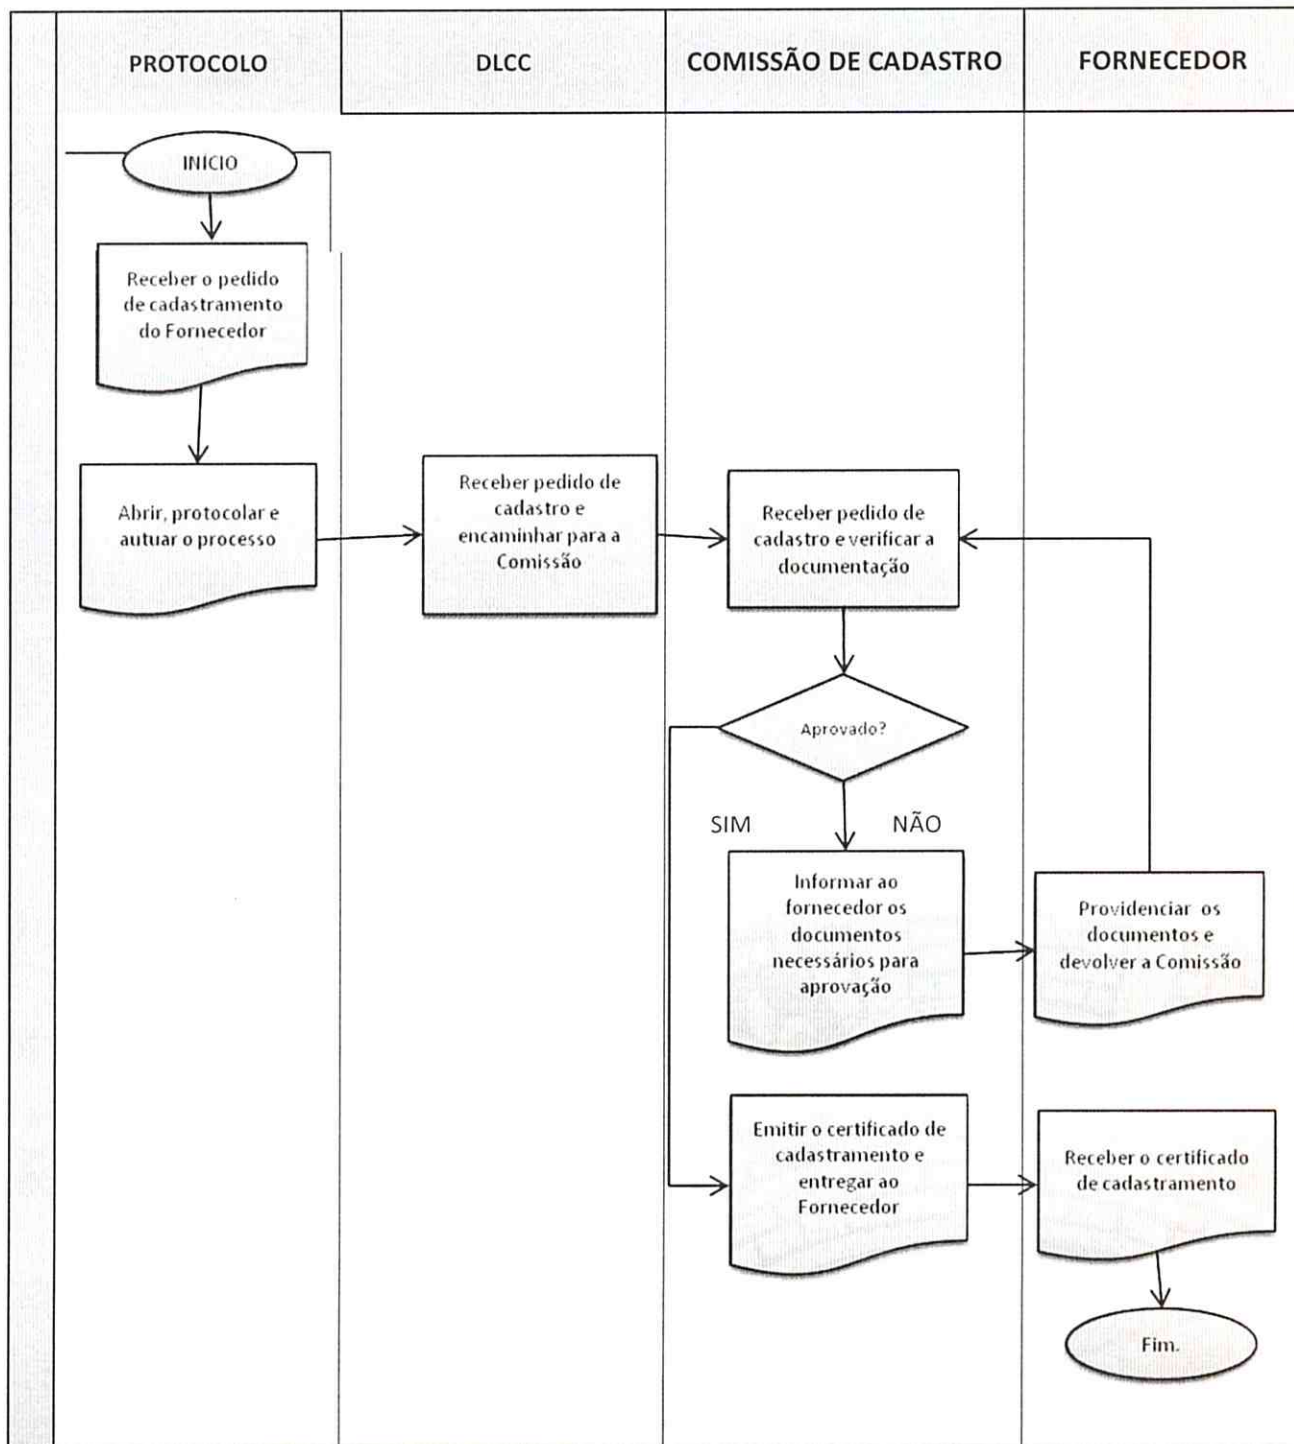 PROTOCOLO
DLCC
COMISSÃO DE CADASTRO
FORNECEDOR
INÍCIO
Receber o pedido
de cadastramento
do Fornecedor
Abrir, protocolar e
autuar o processo
Receber pedido de
cadastro e
encaminhar para a
Comissão
Receber pedido de
cadastro e verificar a
documentação
Aprovado?
SIM
NÃO
Informar ao
fornecedor os
documentos
necessários para
aprovação
Providenciar os
documentos e
devolver a Comissão
Emitir o certificado de
cadastramento e
entregar ao
Fornecedor
Receber o certificado
de cadastramento
Fim.